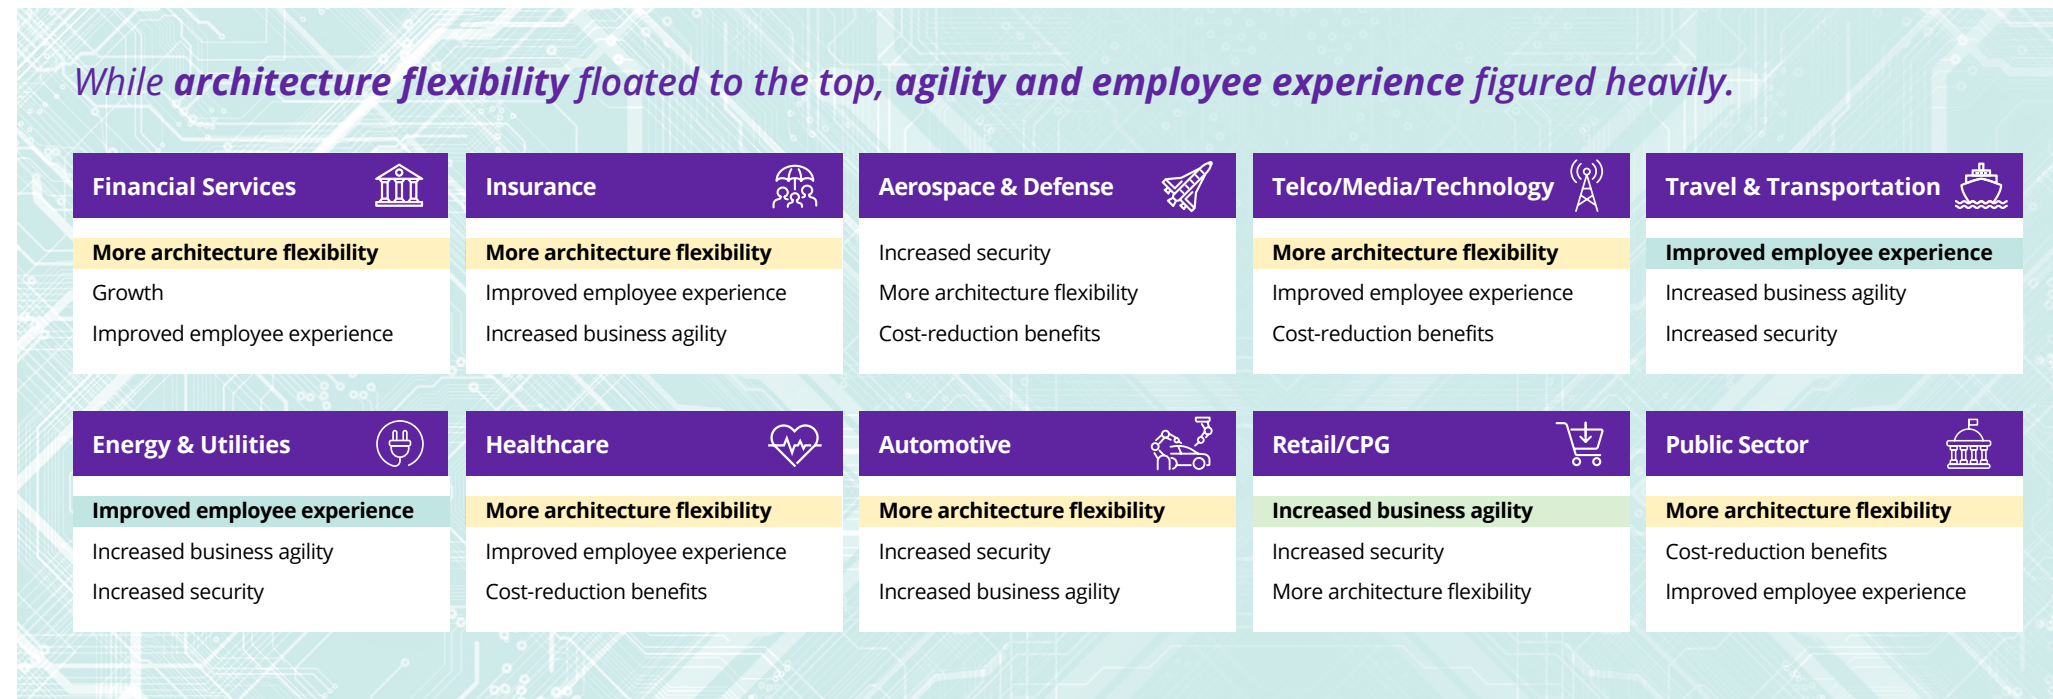 While architecture flexibility floated to the top, agility and employee experience figured heavily.
Financial Services
More architecture flexibility
Growth
Improved employee experience
Insurance
More architecture flexibility
Improved employee experience
Increased business agility
Aerospace & Defense
Increased security
More architecture flexibility
Cost-reduction benefits
Telco/Media/Technology
More architecture flexibility
Improved employee experience
Cost-reduction benefits
Travel & Transportation
Improved employee experience
Increased business agility
Increased security
Energy & Utilities
Improved employee experience
Increased business agility
Increased security
Healthcare
More architecture flexibility
Improved employee experience
Cost-reduction benefits
Automotive
More architecture flexibility
Increased security
Increased business agility
Retail/CPG
Increased business agility
Increased security
More architecture flexibility
Public Sector
More architecture flexibility
Cost-reduction benefits
Improved employee experience